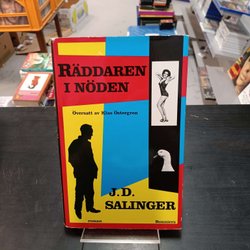 RÄDDAREN
I NÖDEN
Översatt av Klas Östergren
J.D.
SALINGER
roman
Bonniers